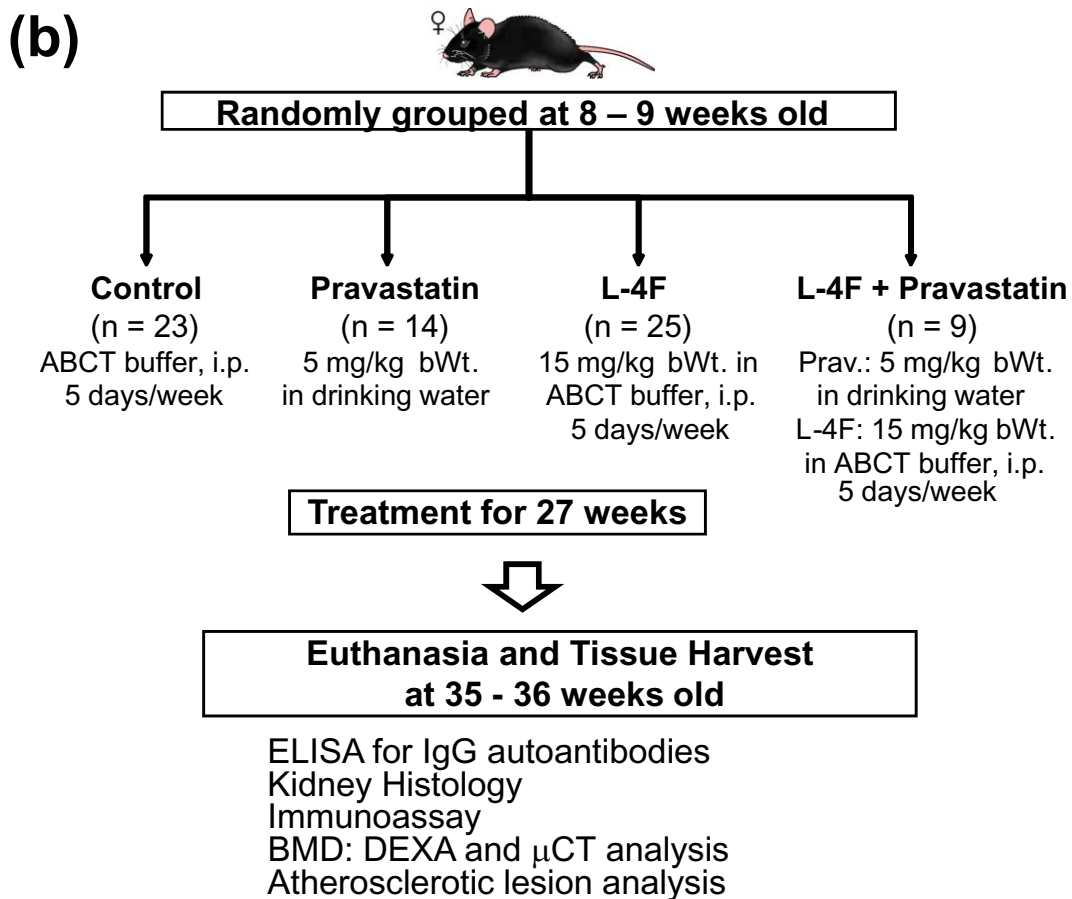 (b)
♀
Randomly grouped at 8 – 9 weeks old
Control
(n = 23)
ABCT buffer, i.p.
5 days/week
Pravastatin
(n = 14)
5 mg/kg bWt.
in drinking water
L-4F
(n = 25)
15 mg/kg bWt. in
ABCT buffer, i.p.
5 days/week
L-4F + Pravastatin
(n = 9)
Prav.: 5 mg/kg bWt.
in drinking water
L-4F: 15 mg/kg bWt.
in ABCT buffer, i.p.
5 days/week
Treatment for 27 weeks
Euthanasia and Tissue Harvest
at 35 - 36 weeks old
ELISA for IgG autoantibodies
Kidney Histology
Immunoassay
BMD: DEXA and μCT analysis
Atherosclerotic lesion analysis